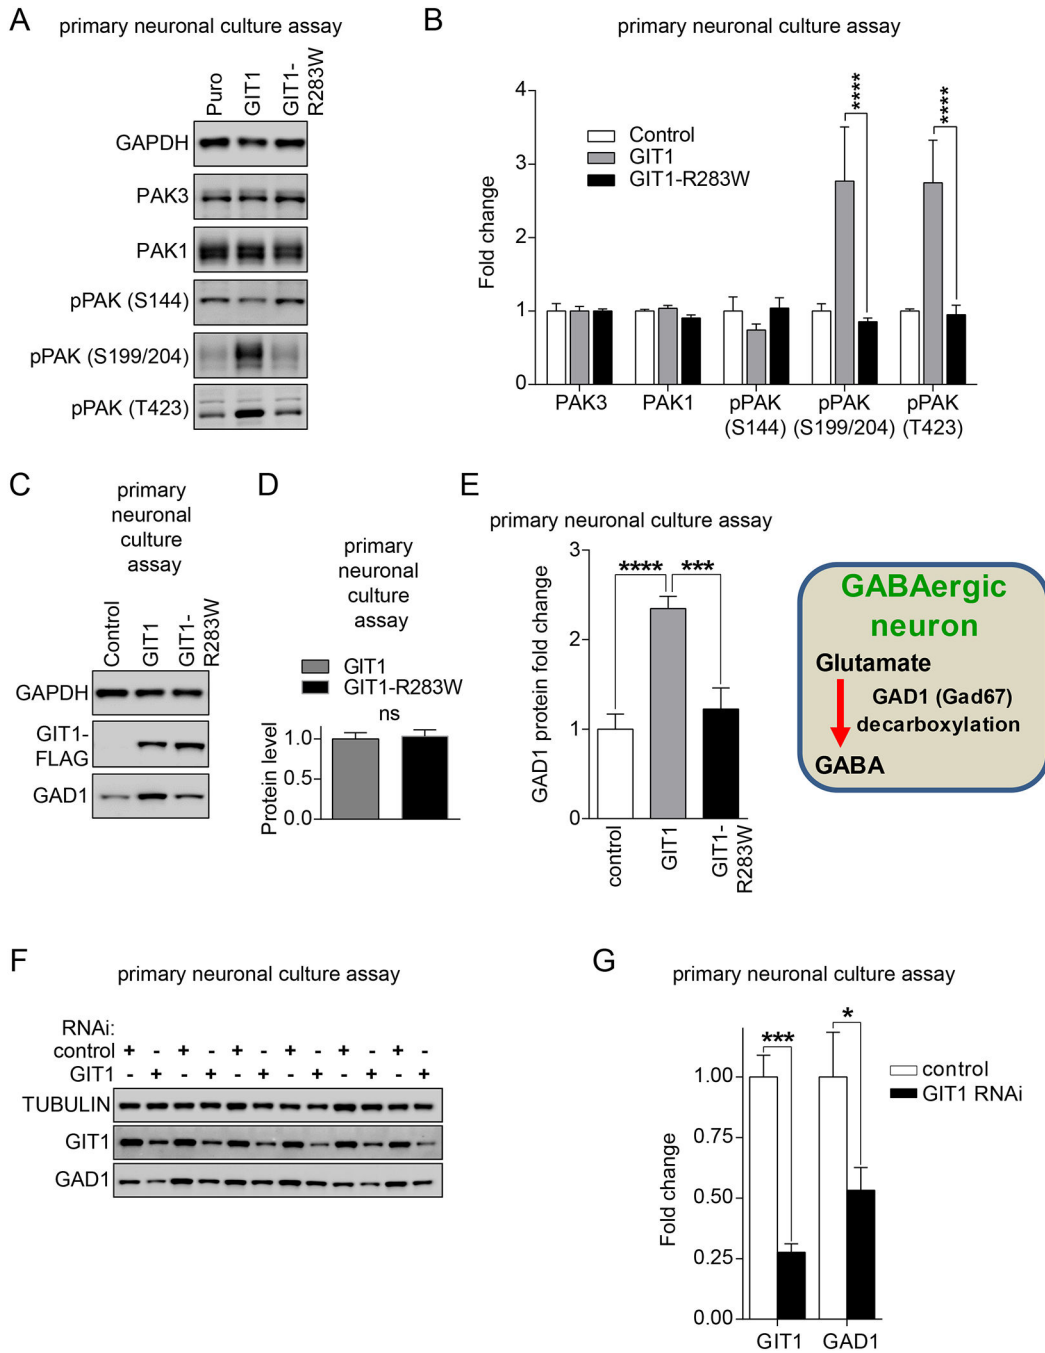 A
primary neuronal culture assay
Puro
GIT1
GIT1-
R283W
GAPDH
PAK3
PAK1
pPAK (S144)
pPAK (S199/204)
pPAK (T423)
B
primary neuronal culture assay
Fold change
4
3
2
1
0
Control
GIT1
GIT1-R283W
****
****
PAK3
PAK1
pPAK
(S144)
pPAK
(S199/204)
pPAK
(T423)
C
primary
neuronal
culture
assay
Control
GIT1
GIT1-
R283W
GAPDH
GIT1-
FLAG
GAD1
D
primary
neuronal
culture
assay
GIT1
GIT1-R283W
ns
Protein level
1.0
0.5
0.0
E
primary neuronal culture assay
GAD1 protein fold change
3
2
1
0
****
***
control
GIT1
GIT1-
R283W
GABAergic
neuron
Glutamate
GAD1 (Gad67)
decarboxylation
GABA
F
primary neuronal culture assay
RNAi:
control + - + - + - + - + - + -
GIT1 - + - + - + - + - + - +
TUBULIN
GIT1
GAD1
G
primary neuronal culture assay
Fold change
1.00
0.75
0.50
0.25
0.00
***
*
control
GIT1 RNAi
GIT1
GAD1